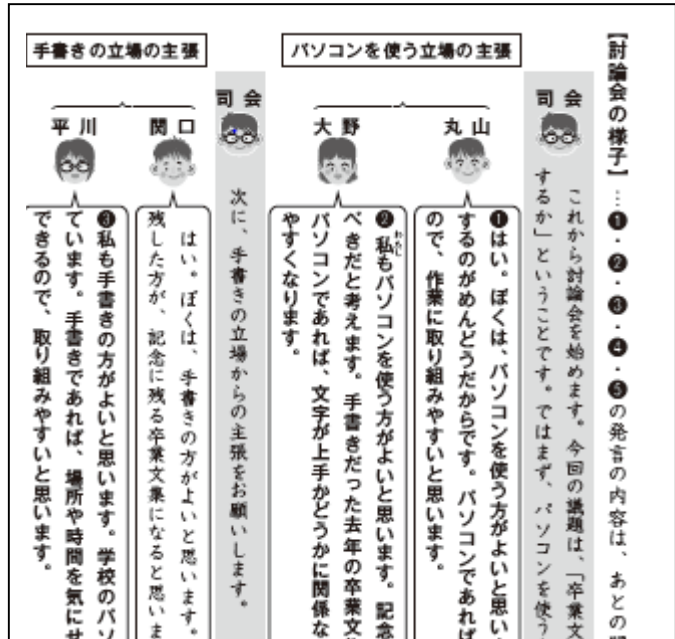 【討論会の様子】…❶・❷・❸・❹・❺の発言の内容は、あとの
司会
これから討論会を始めます。今回の議題は、「卒業文
するか」ということです。ではまず、パソコンを使う
パソコンを使う立場の主張
丸山
❶はい。ぼくは、パソコンを使う方がよいと思い
するのがめんどうだからです。パソコンであれば
ので、作業に取り組みやすいと思います。
大野
❷私もパソコンを使う方がよいと思います。記念
わたし
べきだと考えます。手書きだった去年の卒業文
パソコンであれば、文字が上手かどうかに関係な
やすくなります。
司会
次に、手書きの立場からの主張をお願いします。
手書きの立場の主張
関口
はい。ぼくは、手書きの方がよいと思います。
残した方が、記念に残る卒業文集になると思いま
平川
❸私も手書きの方がよいと思います。学校のパソ
ています。手書きであれば、場所や時間を気にせ
できるので、取り組みやすいと思います。